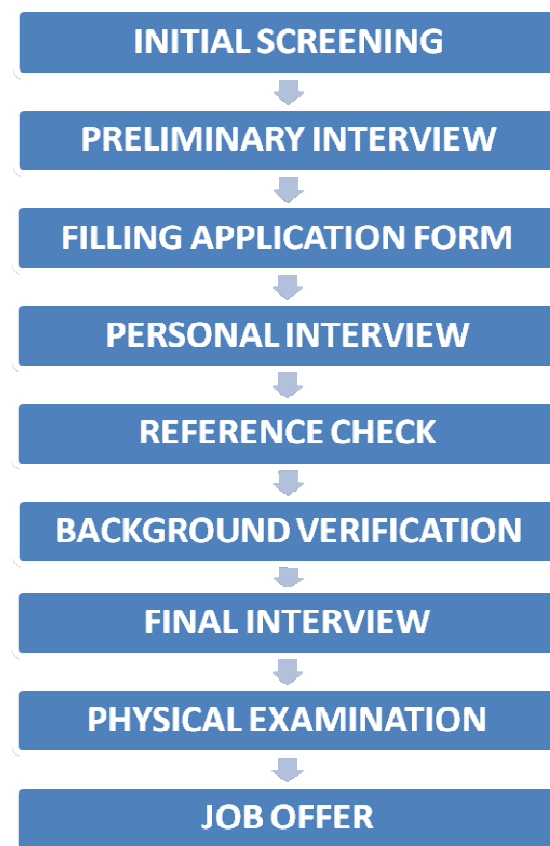 INITIAL SCREENING
PRELIMINARY INTERVIEW
FILLING APPLICATION FORM
PERSONAL INTERVIEW
REFERENCE CHECK
BACKGROUND VERIFICATION
FINAL INTERVIEW
PHYSICAL EXAMINATION
JOB OFFER